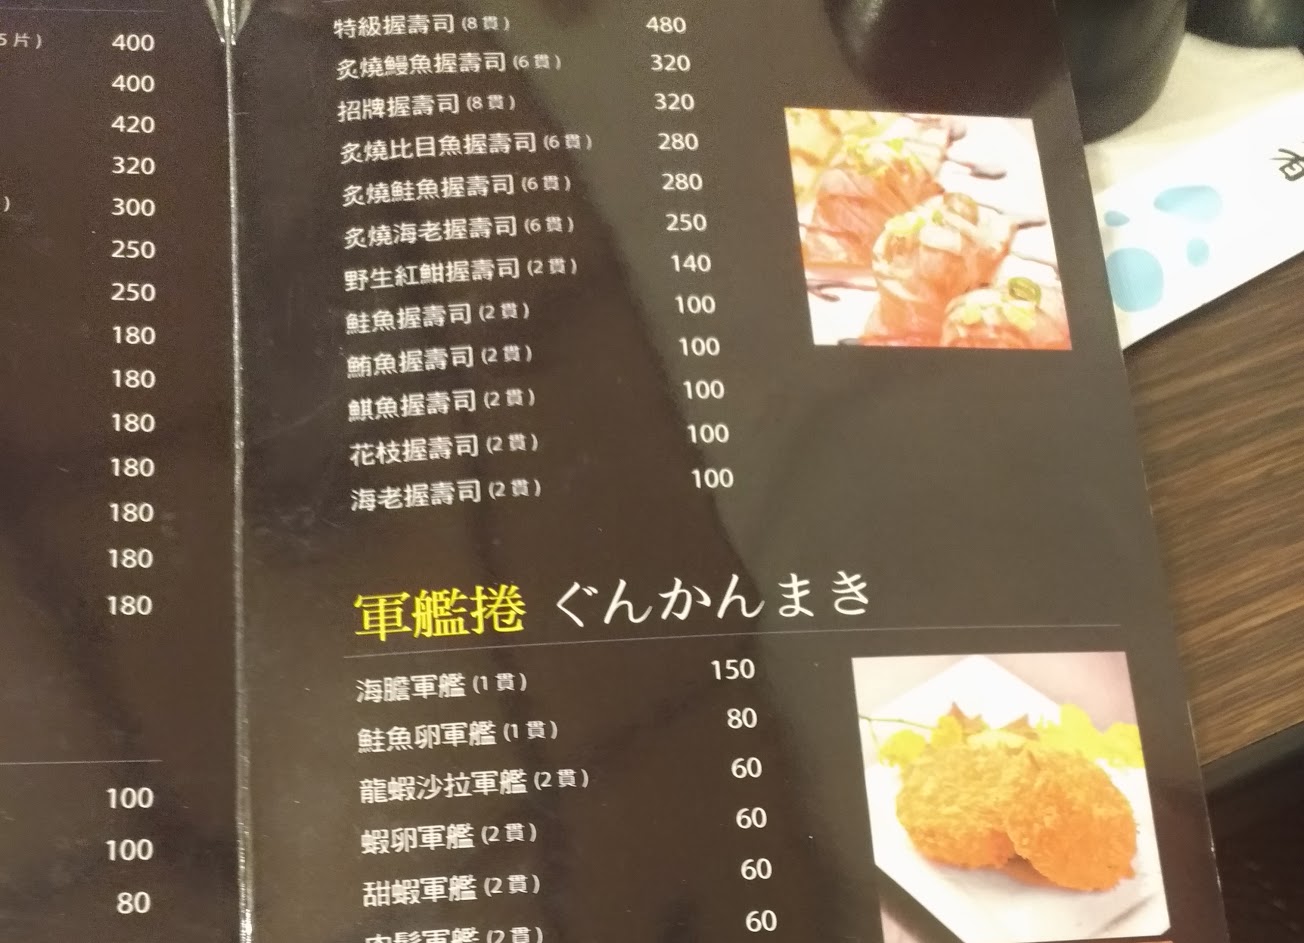 5片) 400
400
420
320
) 300
250
250
180
180
180
180
180
180
180
100
100
80
特級握壽司 (8貫) 480
炙燒鰻魚握壽司 (6貫) 320
招牌握壽司 (8貫) 320
炙燒比目魚握壽司 (6貫) 280
炙燒鮭魚握壽司 (6貫) 280
炙燒海老握壽司 (6貫) 250
野生紅魽握壽司 (2貫) 140
鮭魚握壽司 (2貫) 100
鮪魚握壽司 (2貫) 100
鯕魚握壽司 (2貫) 100
花枝握壽司 (2貫) 100
海老握壽司 (2貫) 100
軍艦捲 ぐんかんまき
海膽軍艦 (1貫) 150
鮭魚卵軍艦 (1貫) 80
龍蝦沙拉軍艦 (2貫) 60
蝦卵軍艦 (2貫) 60
甜蝦軍艦 (2貫) 60
軍艦 (2貫) 60